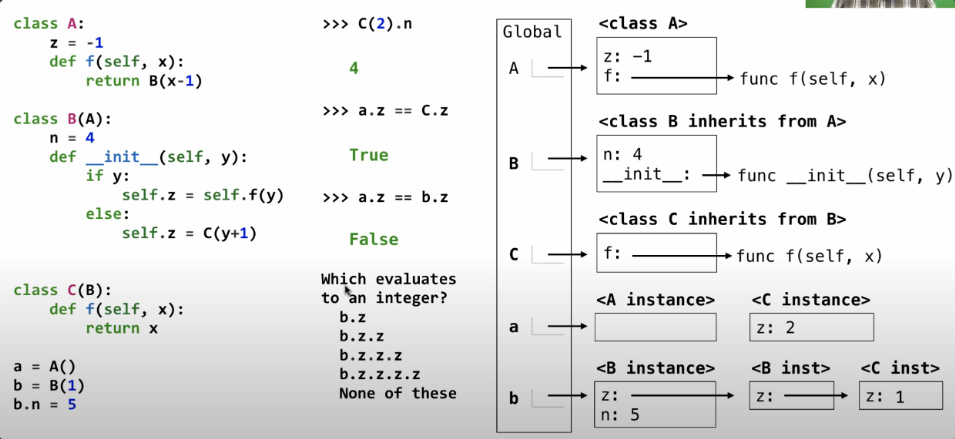 class A:
    z = -1
    def f(self, x):
        return B(x-1)
class B(A):
    n = 4
    def __init__(self, y):
        if y:
            self.z = self.f(y)
        else:
            self.z = C(y+1)
class C(B):
    def f(self, x):
        return x
a = A()
b = B(1)
b.n = 5
>>> C(2).n
4
>>> a.z == C.z
True
>>> a.z == b.z
False
Which evaluates
to an integer?
b.z
b.z.z
b.z.z.z
b.z.z.z.z
None of these
Global
A
B
C
a
b
<class A>
z: −1
f:
func f(self, x)
<class B inherits from A>
n: 4
__init__:
func __init__(self, y)
<class C inherits from B>
f:
func f(self, x)
<A instance>
<C instance>
z: 2
<B instance>
z:
n: 5
<B inst>
z:
<C inst>
z: 1